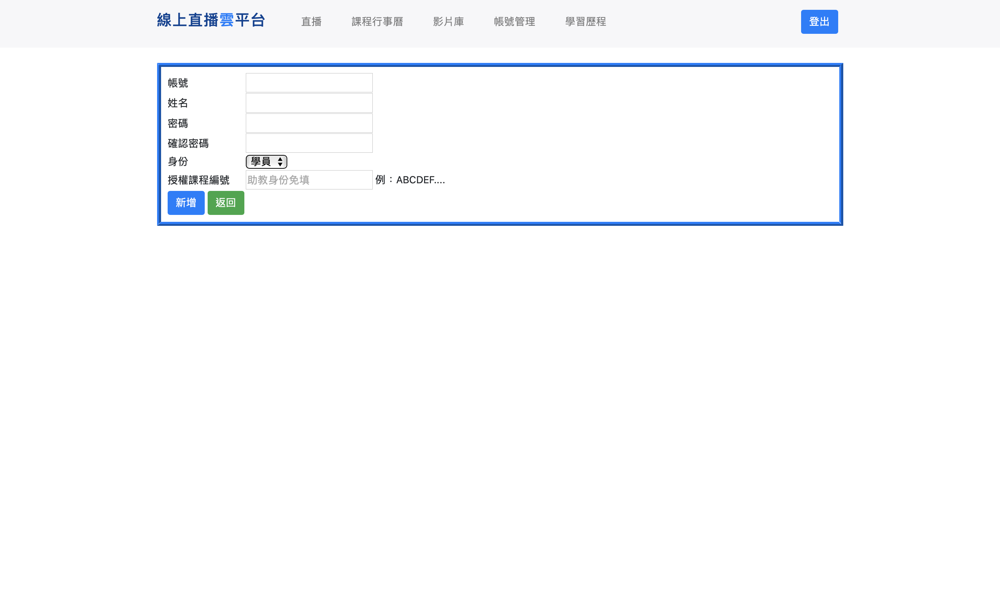 線上直播雲平台 直播 課程行事曆 影片庫 帳號管理 學習歷程 登出
帳號
姓名
密碼
確認密碼
身份 學員
授權課程編號 助教身份免填 例：ABCDEF....
新增 返回